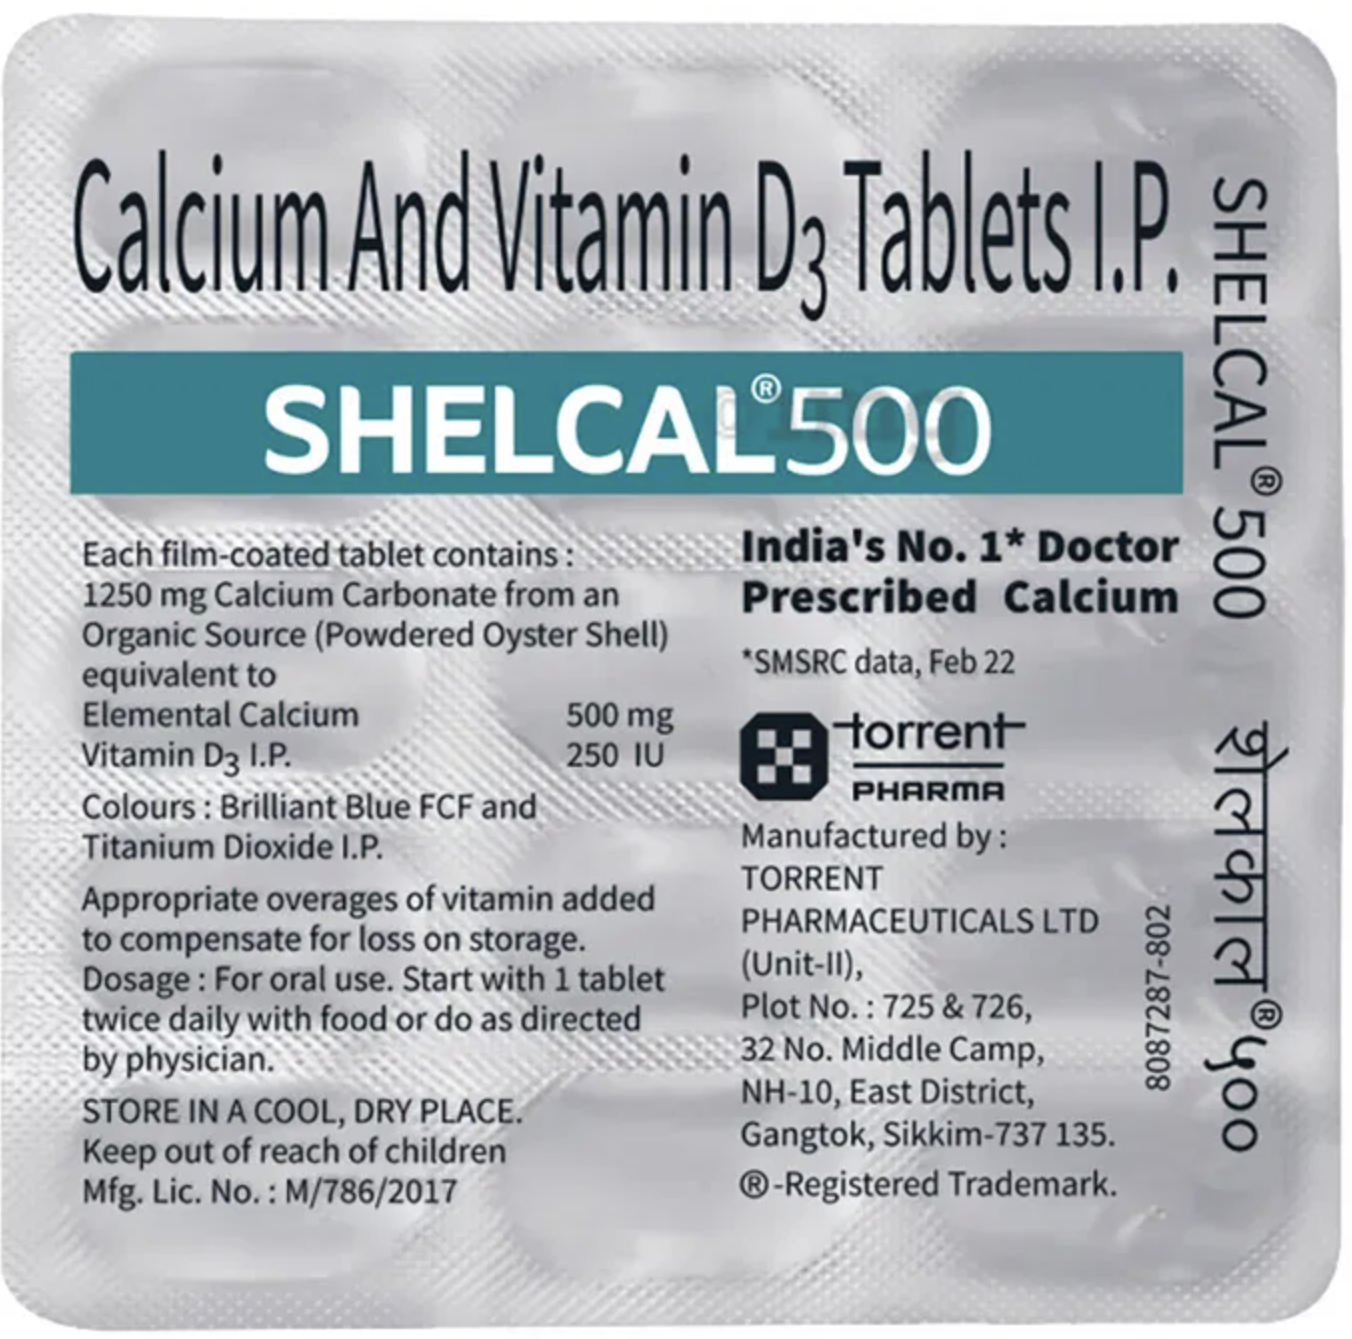 Calcium And Vitamin D3 Tablets I.P.
SHELCAL® 500
Each film-coated tablet contains :
1250 mg Calcium Carbonate from an
Organic Source (Powdered Oyster Shell)
equivalent to
Elemental Calcium 500 mg
Vitamin D3 I.P. 250 IU
Colours : Brilliant Blue FCF and
Titanium Dioxide I.P.
Appropriate overages of vitamin added
to compensate for loss on storage.
Dosage : For oral use. Start with 1 tablet
twice daily with food or do as directed
by physician.
STORE IN A COOL, DRY PLACE.
Keep out of reach of children
Mfg. Lic. No. : M/786/2017
India's No. 1* Doctor
Prescribed Calcium
*SMSRC data, Feb 22
torrent
PHARMA
Manufactured by :
TORRENT
PHARMACEUTICALS LTD
(Unit-II),
Plot No. : 725 & 726,
32 No. Middle Camp,
NH-10, East District,
Gangtok, Sikkim-737 135.
®-Registered Trademark.
8087287-802
SHELCAL® 500 शेलकाल® ५००